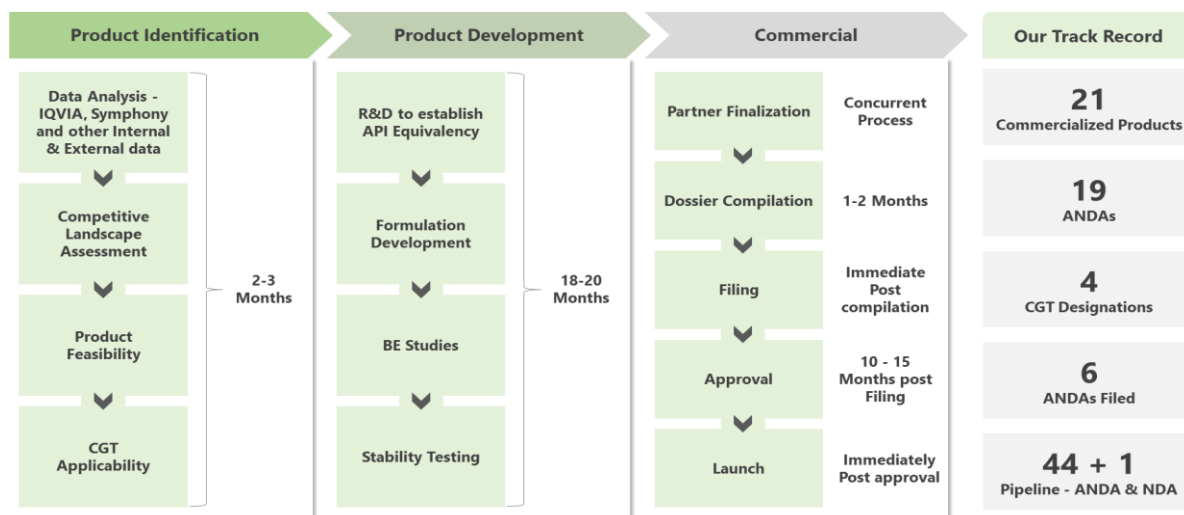 Product Identification
Data Analysis -
IQVIA, Symphony
and other Internal
& External data
Competitive
Landscape
Assessment
Product
Feasibility
CGT
Applicability
2-3
Months
Product Development
R&D to establish
API Equivalency
Formulation
Development
BE Studies
Stability Testing
18-20
Months
Commercial
Partner Finalization
Concurrent
Process
Dossier Compilation
1-2 Months
Filing
Immediate
Post
compilation
Approval
10 - 15
Months post
Filing
Launch
Immediately
Post approval
Our Track Record
21
Commercialized Products
19
ANDAs
4
CGT Designations
6
ANDAs Filed
44 + 1
Pipeline - ANDA & NDA